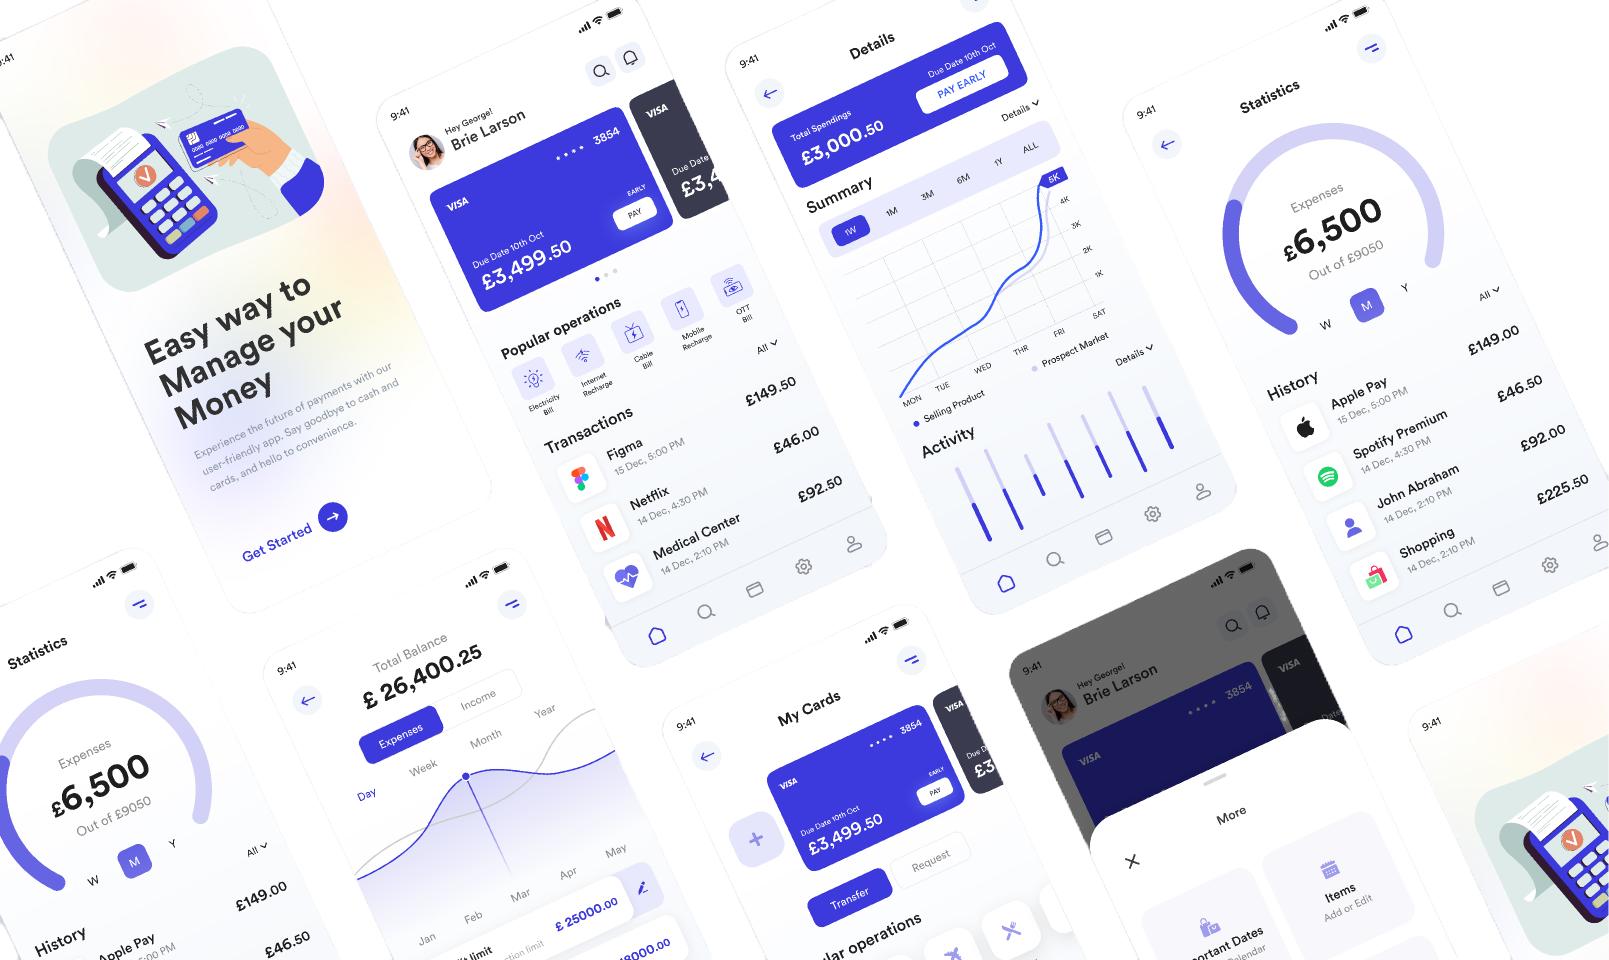 9:41
Easy way to
Manage your
Money
Experience the future of payments with our
user-friendly app. Say goodbye to cash and
cards, and hello to convenience.
Get Started
9:41
Hey George!
Brie Larson
3854
VISA
EARLY
PAY
Due Date 10th Oct
£3,499.50
VISA
Due Date
Popular operations
Electricity
Bill
Internet
Recharge
Cable
Bill
Mobile
Recharge
OTT
Bill
Transactions
All
Figma
15 Dec, 5:00 PM
£149.50
Netflix
14 Dec, 4:30 PM
£46.00
Medical Center
14 Dec, 2:10 PM
£92.50
9:41
Details
Total Spendings
£3,000.50
Due Date 10th Oct
PAY EARLY
Summary
Details
1W
1M
3M
6M
1Y
ALL
5K
4K
3K
2K
1K
MON
TUE
WED
THR
FRI
SAT
Selling Product
Prospect Market
Activity
Details
9:41
Statistics
Expenses
£6,500
Out of £9050
W
M
Y
History
All
Apple Pay
15 Dec, 5:00 PM
£149.00
Spotify Premium
14 Dec, 4:30 PM
£46.50
John Abraham
14 Dec, 2:10 PM
£92.00
Shopping
14 Dec, 2:10 PM
£225.50
Statistics
Expenses
£6,500
Out of £9050
W
M
Y
History
All
Apple Pay
5:00 PM
£149.00
£46.50
9:41
Total Balance
£ 26,400.25
Expenses
Income
Day
Week
Month
Year
Jan
Feb
Mar
Apr
May
limit
limit
£ 25000.00
8000.00
9:41
My Cards
3854
VISA
EARLY
PAY
Due Date 10th Oct
£3,499.50
VISA
Due D
£3
Transfer
Request
lar operations
9:41
Hey George!
Brie Larson
3854
VISA
VISA
More
Items
Add or Edit
portant Dates
Calendar
9:41